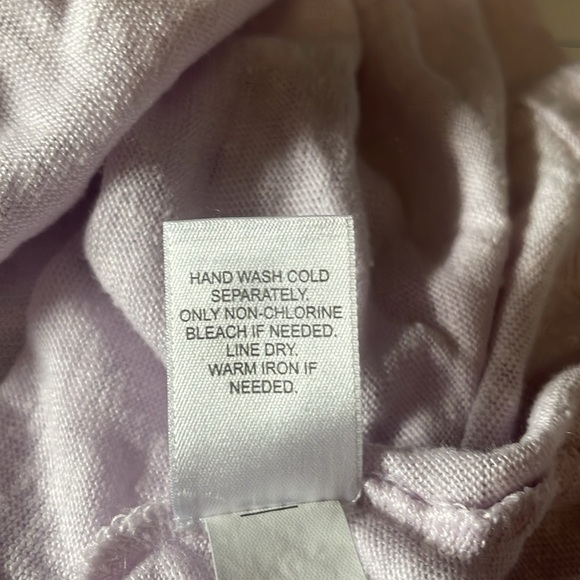 HAND WASH COLD
SEPARATELY.
ONLY NON-CHLORINE
BLEACH IF NEEDED.
LINE DRY.
WARM IRON IF
NEEDED.